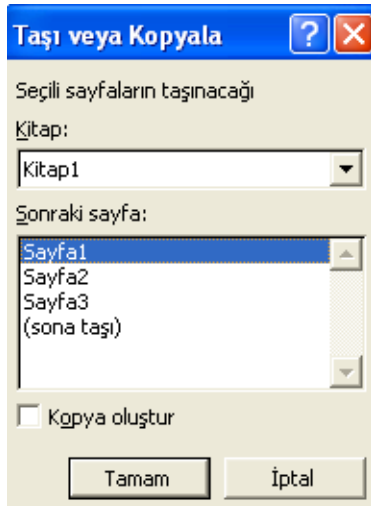 Taşı veya Kopyala
Seçili sayfaların taşınacağı
Kitap:
Kitap1
Sonraki sayfa:
Sayfa1
Sayfa2
Sayfa3
(sona taşı)
Kopya oluştur
Tamam İptal